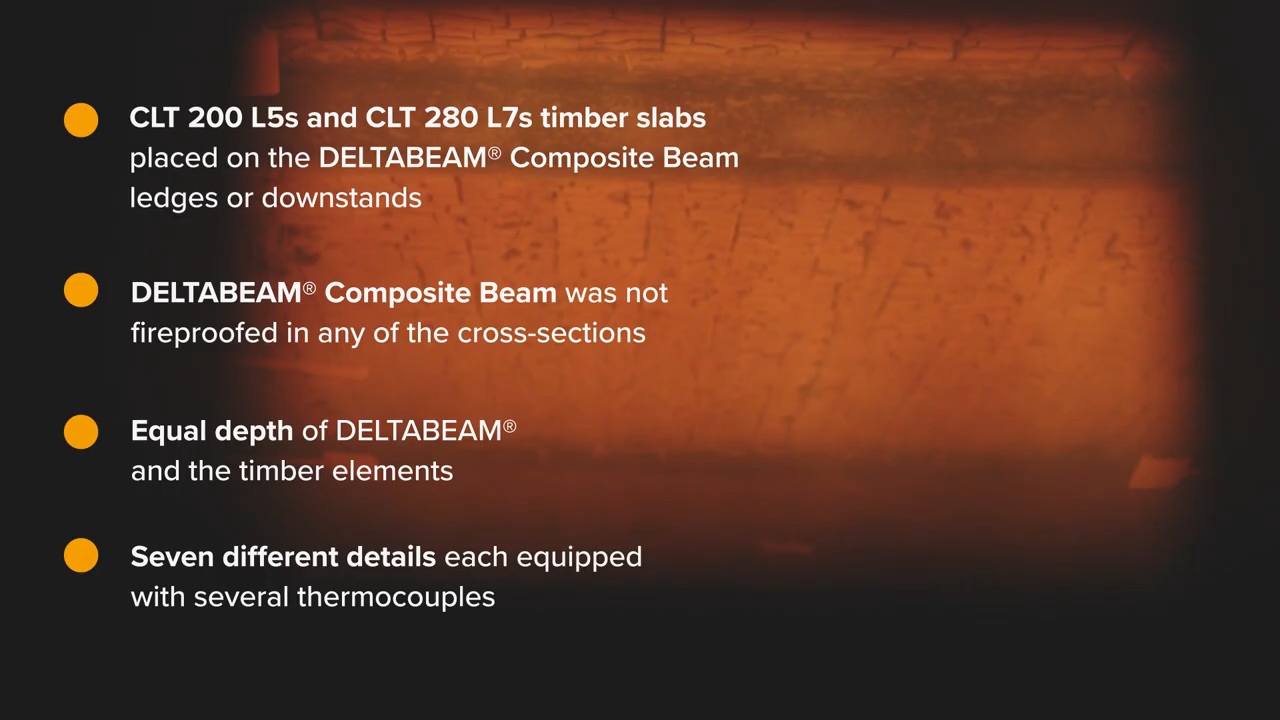 CLT 200 L5s and CLT 280 L7s timber slabs
placed on the DELTABEAM® Composite Beam
ledges or downstands
DELTABEAM® Composite Beam was not
fireproofed in any of the cross-sections
Equal depth of DELTABEAM®
and the timber elements
Seven different details each equipped
with several thermocouples